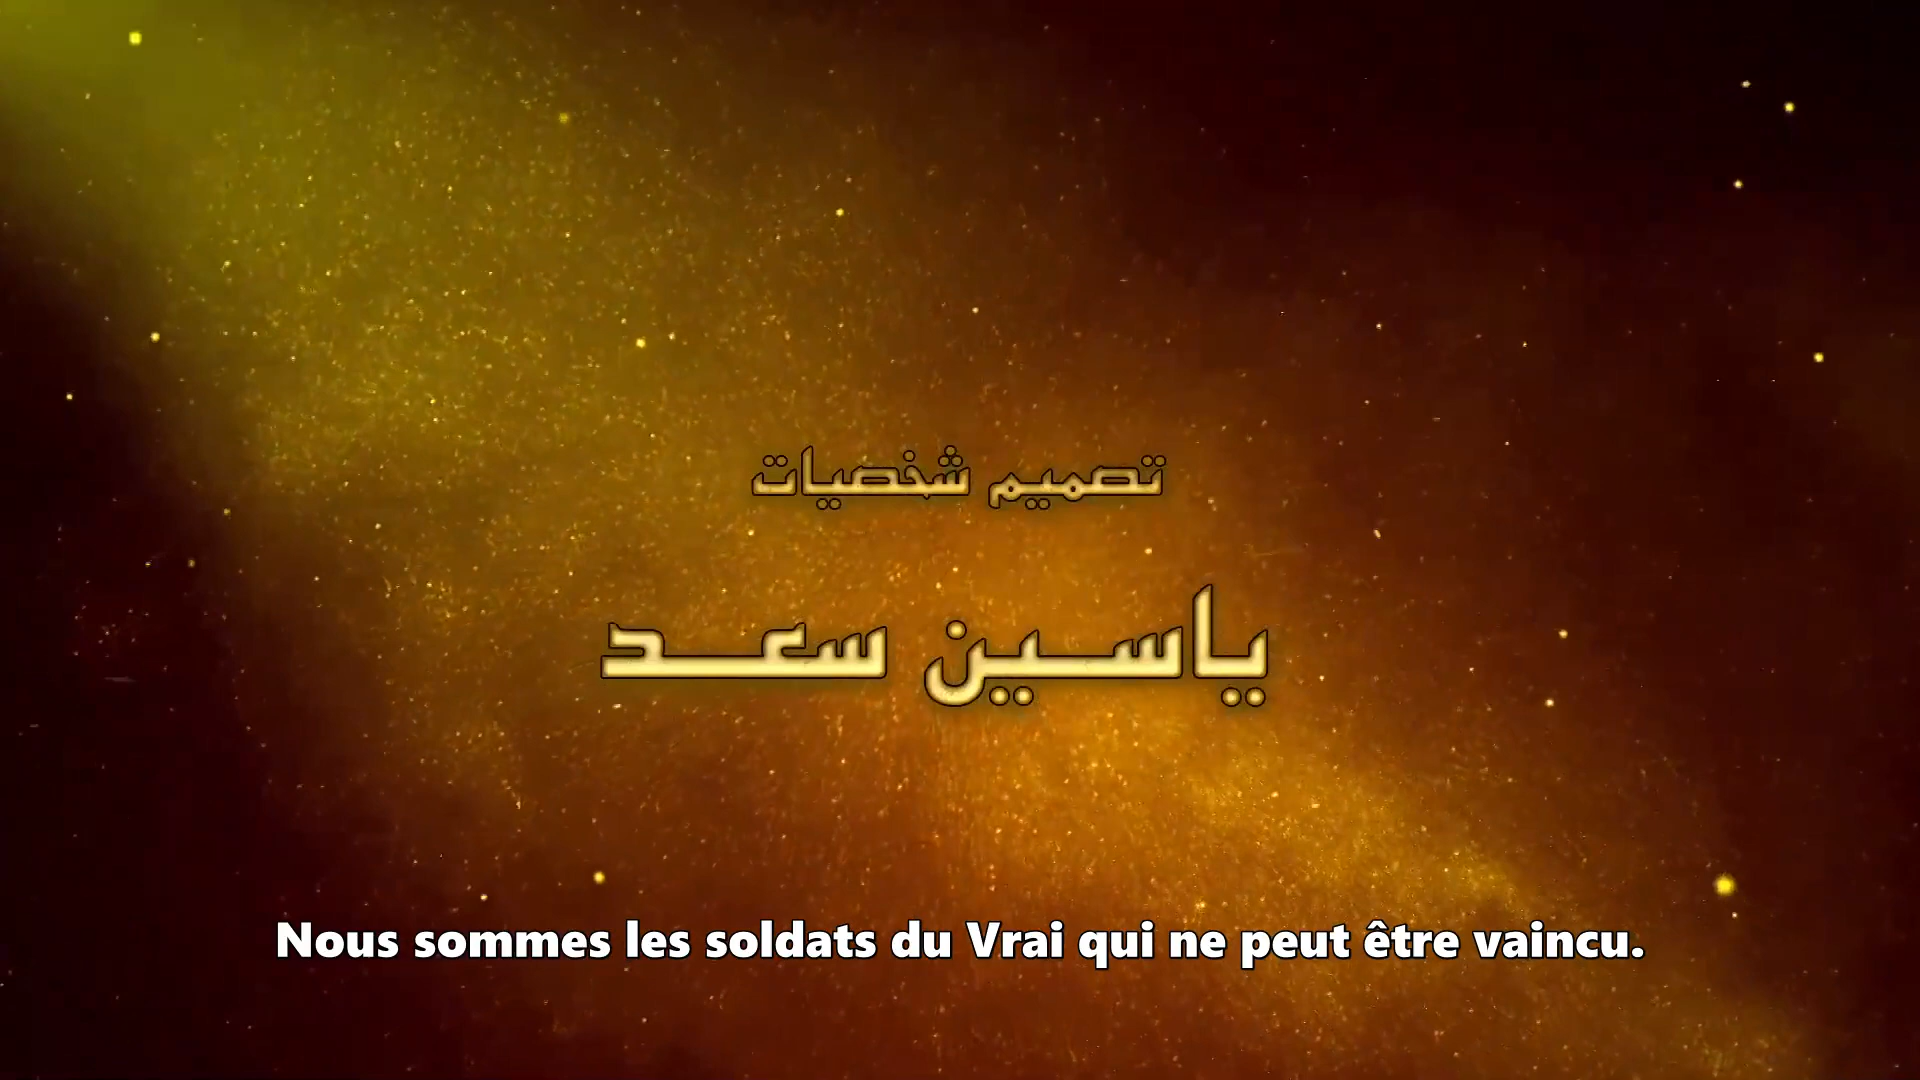 تصميم شخصيات
ياسين سعد
Nous sommes les soldats du Vrai qui ne peut être vaincu.